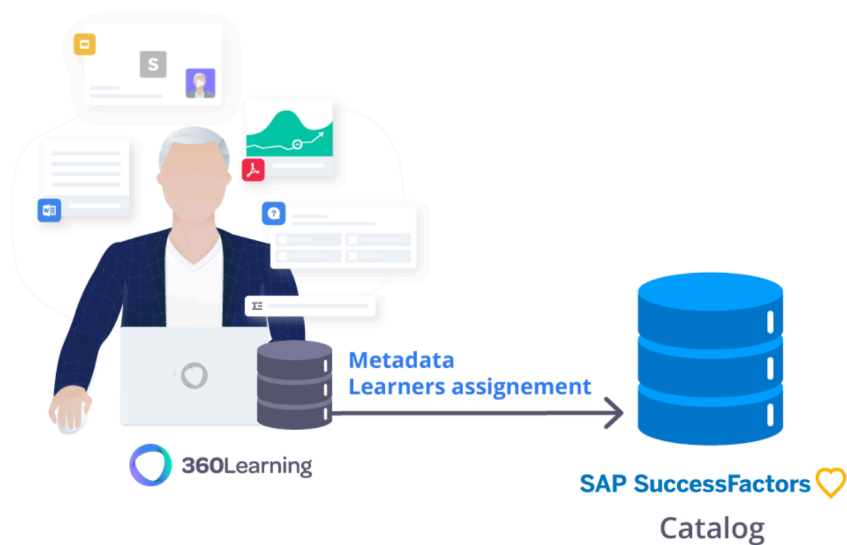 S
W
?
Metadata
Learners assignement
360Learning
SAP SuccessFactors
Catalog